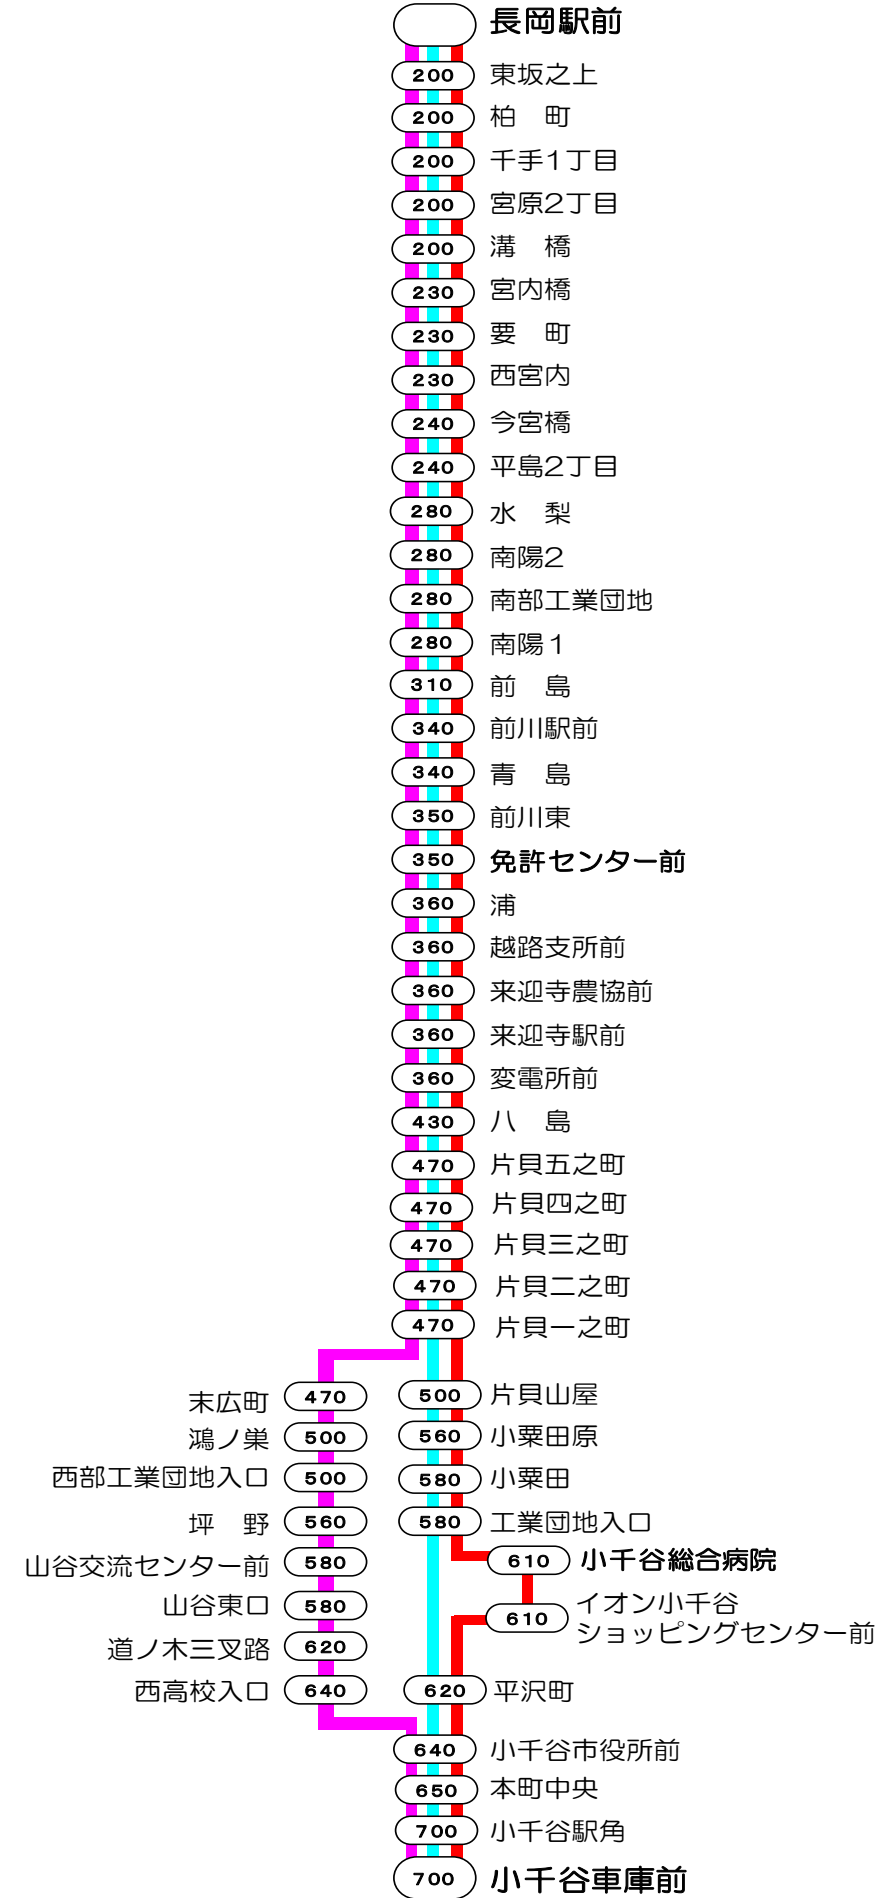 長岡駅前
200 東坂之上
200 柏　町
200 千手1丁目
200 宮原2丁目
200 溝　橋
230 宮内橋
230 要　町
230 西宮内
240 今宮橋
240 平島2丁目
280 水　梨
280 南陽2
280 南部工業団地
280 南陽1
310 前　島
340 前川駅前
340 青　島
350 前川東
350 免許センター前
360 浦
360 越路支所前
360 来迎寺農協前
360 来迎寺駅前
360 変電所前
430 八　島
470 片貝五之町
470 片貝四之町
470 片貝三之町
470 片貝二之町
470 片貝一之町
末広町 470 500 片貝山屋
鴻ノ巣 500 560 小粟田原
西部工業団地入口 500 580 小粟田
坪　野 560 580 工業団地入口
山谷交流センター前 580 610 小千谷総合病院
山谷東口 580 610 イオン小千谷
ショッピングセンター前
道ノ木三叉路 620
西高校入口 640 620 平沢町
640 小千谷市役所前
650 本町中央
700 小千谷駅角
700 小千谷車庫前